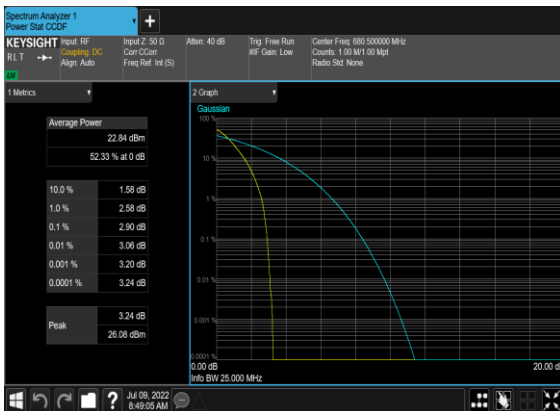 Spectrum Analyzer 1
Power Stat CCDF
KEYSIGHT
RLT
Input: RF
Coupling: DC
Align: Auto
Input Z: 50 Ω
Corr CCorr
Freq Ref: Int (S)
Atten: 40 dB
Trig: Free Run
#IF Gain: Low
Center Freq: 680.500000 MHz
Counts: 1.00 M/1.00 Mpt
Radio Std: None
1 Metrics
Average Power
22.84 dBm
52.33 % at 0 dB
10.0 % 1.58 dB
1.0 % 2.58 dB
0.1 % 2.90 dB
0.01 % 3.06 dB
0.001 % 3.20 dB
0.0001 % 3.24 dB
Peak
3.24 dB
26.08 dBm
2 Graph
Gaussian
100 %
10 %
1 %
0.1 %
0.01 %
0.001 %
0.0001 %
0.00 dB
20.00 d
Info BW 25.000 MHz
Jul 09, 2022
8:49:05 AM